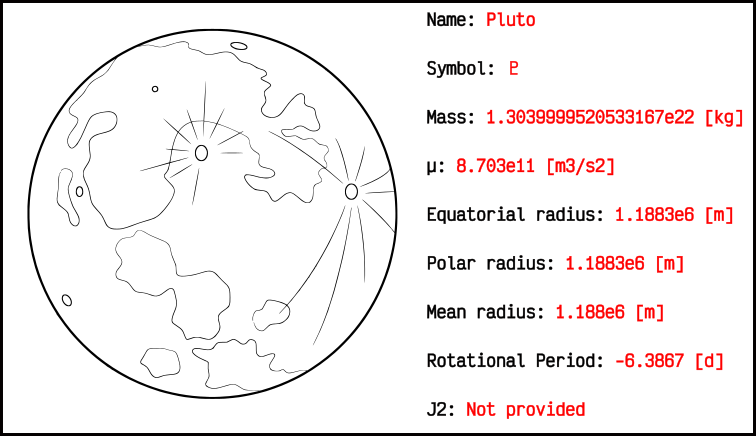 Name: Pluto
Symbol: ♇
Mass: 1.3039999520533167e22 [kg]
μ: 8.703e11 [m3/s2]
Equatorial radius: 1.1883e6 [m]
Polar radius: 1.1883e6 [m]
Mean radius: 1.188e6 [m]
Rotational Period: -6.3867 [d]
J2: Not provided